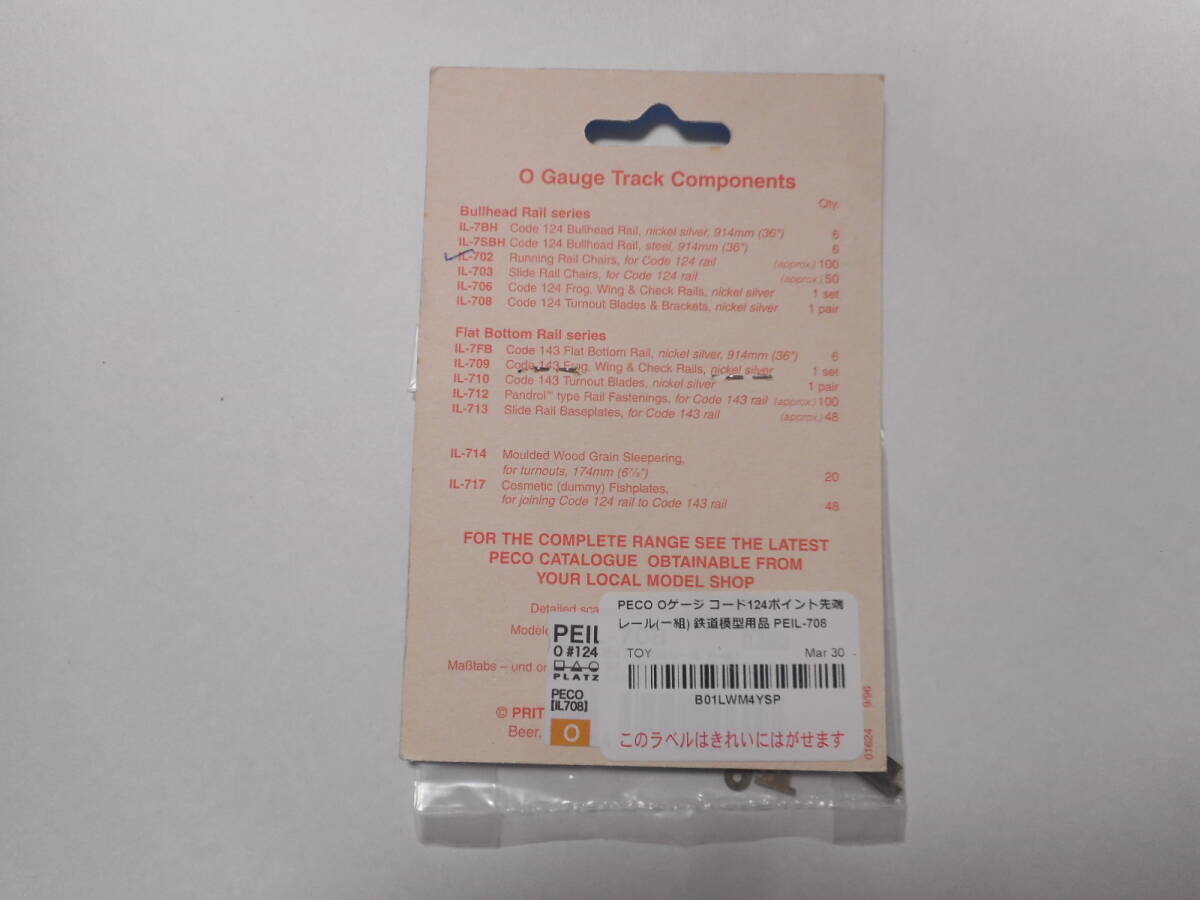 O Gauge Track Components
Qty.
Bullhead Rail series
IL-7BH Code 124 Bullhead Rail, nickel silver, 914mm (36") 6
IL-7SBH Code 124 Bullhead Rail, steel, 914mm (36") 6
IL-702 Running Rail Chairs, for Code 124 rail (approx.) 100
IL-703 Slide Rail Chairs, for Code 124 rail (approx.) 50
IL-706 Code 124 Frog, Wing & Check Rails, nickel silver 1 set
IL-708 Code 124 Turnout Blades & Brackets, nickel silver 1 pair
Flat Bottom Rail series
IL-7FB Code 143 Flat Bottom Rail, nickel silver, 914mm (36") 6
IL-709 Code 143 Frog, Wing & Check Rails, nickel silver 1 set
IL-710 Code 143 Turnout Blades, nickel silver 1 pair
IL-712 Pandrol™ type Rail Fastenings, for Code 143 rail (approx.) 100
IL-713 Slide Rail Baseplates, for Code 143 rail (approx.) 48
IL-714 Moulded Wood Grain Sleepering,
for turnouts, 174mm (6⅞") 20
IL-717 Cosmetic (dummy) Fishplates,
for joining Code 124 rail to Code 143 rail 48
FOR THE COMPLETE RANGE SEE THE LATEST
PECO CATALOGUE OBTAINABLE FROM
YOUR LOCAL MODEL SHOP
Detailed sca
Modèle
Maßtabs – und or
© PRIT
Beer,
PEIL
O #124
PLATZ
PECO
[IL708]
O
PECO Oゲージ コード124ポイント先端
レール(一組) 鉄道模型用品 PEIL-708
TOY Mar 30
B01LWM4YSP
このラベルはきれいにはがせます
01624 9/96